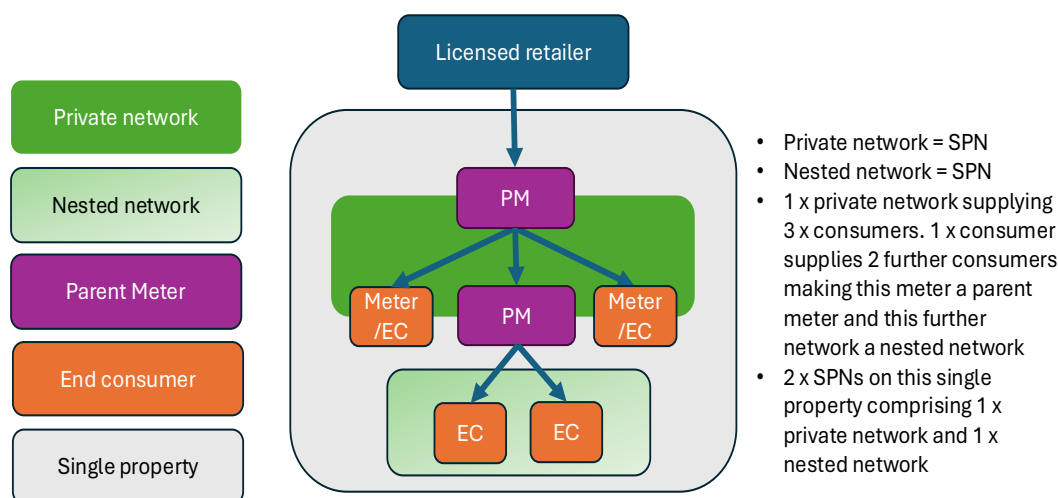 Licensed retailer
Private network
Nested network
Parent Meter
End consumer
Single property
PM
Meter
/EC
PM
Meter
/EC
EC
EC
• Private network = SPN
• Nested network = SPN
• 1 x private network supplying
3 x consumers. 1 x consumer
supplies 2 further consumers
making this meter a parent
meter and this further
network a nested network
• 2 x SPNs on this single
property comprising 1 x
private network and 1 x
nested network